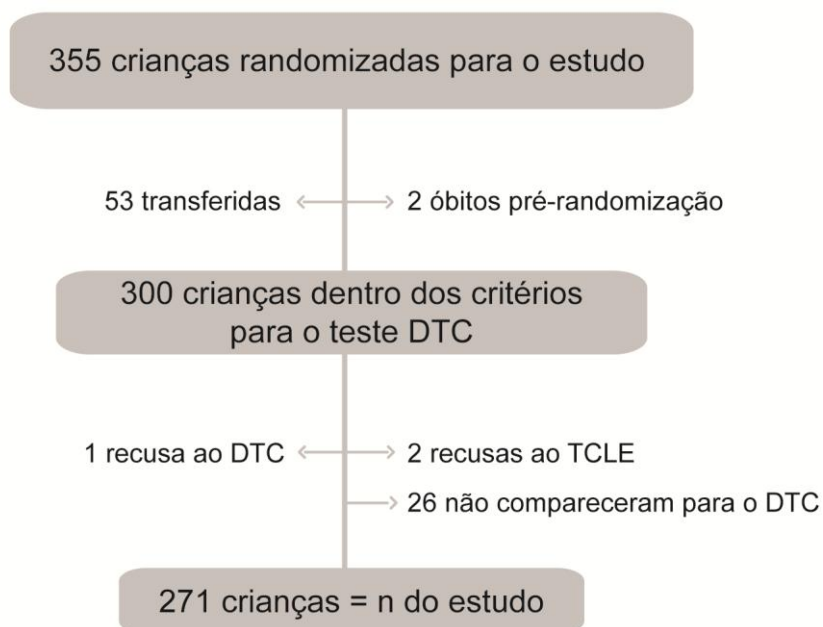 355 crianças randomizadas para o estudo
53 transferidas
2 óbitos pré-randomização
300 crianças dentro dos critérios
para o teste DTC
1 recusa ao DTC
2 recusas ao TCLE
26 não compareceram para o DTC
271 crianças = n do estudo